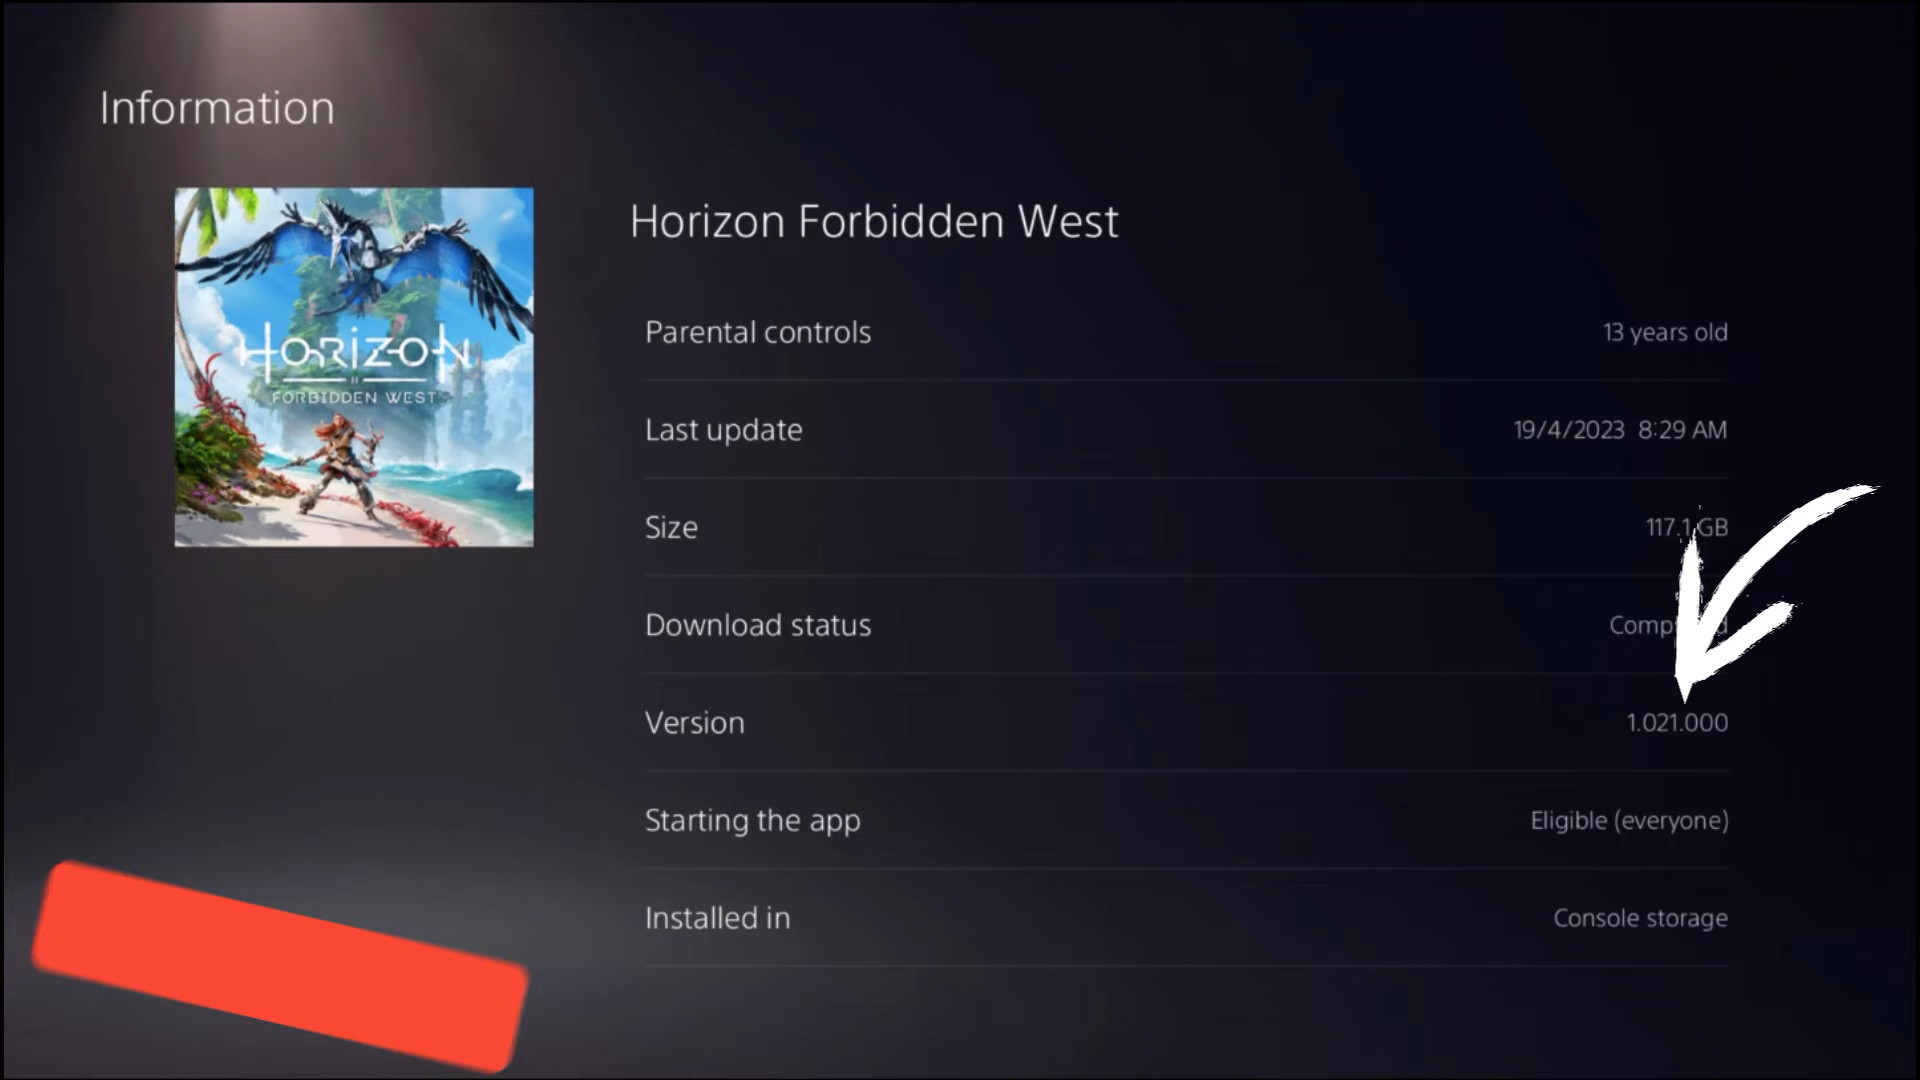 Information
HORIZON
FORBIDDEN WEST
Horizon Forbidden West
Parental controls 13 years old
Last update 19/4/2023 8:29 AM
Size 117.1 GB
Download status
Version 1.021.000
Starting the app Eligible (everyone)
Installed in Console storage